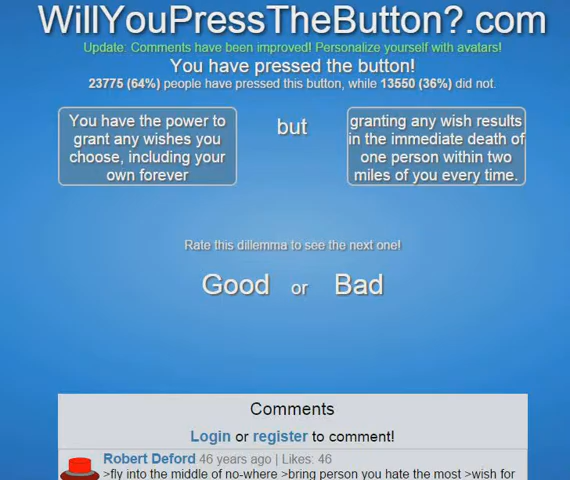 WillYouPressTheButton?.com
Update: Comments have been improved! Personalize yourself with avatars!
You have pressed the button!
23775 (64%) people have pressed this button, while 13550 (36%) did not.
You have the power to
grant any wishes you
choose, including your
own forever
but
granting any wish results
in the immediate death of
one person within two
miles of you every time.
Rate this dillemma to see the next one!
Good or Bad
Comments
Login or register to comment!
Robert Deford 46 years ago | Likes: 46
>fly into the middle of no-where >bring person you hate the most >wish for